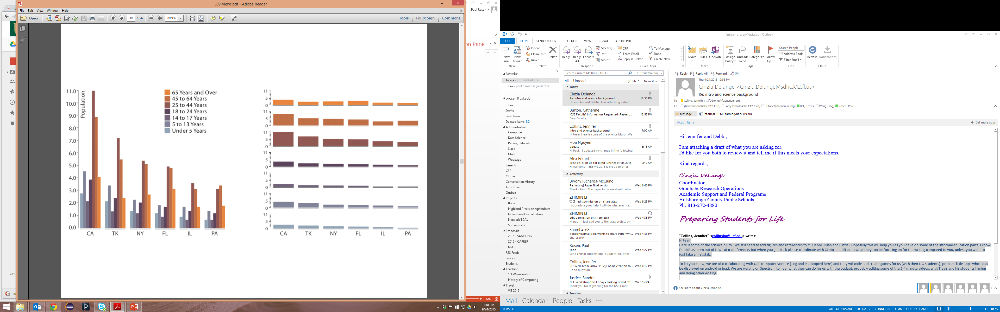 L09-views.pdf - Adobe Reader
File Edit View Window Help
Open 39 / 76 89.9% Tools Fill & Sign Comment
Population
11.0
10.0
9.0
8.0
7.0
6.0
5.0
4.0
3.0
2.0
1.0
0.0
65 Years and Over
45 to 64 Years
25 to 44 Years
18 to 24 Years
14 to 17 Years
5 to 13 Years
Under 5 Years
CA TK NY FL IL PA
11
5
0
11
5
0
11
5
0
11
5
0
11
5
0
11
5
0
11
5
0
CA TK NY FL IL PA
943
Paul Rosen
on Pane
62%
1:18 PM
9/24/2015
Inbox - prosen@usf.edu - Outlook
FILE HOME SEND / RECEIVE FOLDER VIEW iCloud ADOBE PDF
New Email
New Items
New
Ignore
Clean Up
Junk
Delete
Delete
Reply
Reply All
Forward
Meeting
IM
More
Respond
CFP
Team Email
Reply & Delete
To Manager
Done
Create New
Quick Steps
Move
Rules
OneNote
Move
Assign Policy
Unread/ Read
Categorize
Follow Up
Tags
Search People
Address Book
Filter Email
Find
Refresh
Notifications
iCloud
Favorites
Inbox - prosen@usf.edu
Inbox - paul.a.rosen@gmail.com
prosen@usf.edu
Inbox
Drafts
Sent Items
Deleted Items 32
Administrative
Computer
Data Science
Papers, data, etc.
Slack
Utah
Webpage
Benefits
CFP
Clutter
Conversation History
Junk Email
Outbox
Projects
Book
Highland Precision Agriculture
Index-based Visualization
Network TDAV
Software Vis
Proposals
2015 - SAMSUNG
2016 - CAREER
NSF
RSS Feeds
Service
Students
Teaching
15F-Visualization
History of Computing
Travel
VIS 2015
Search Current Mailbox (Ctrl+E) Current Mailbox
All Unread By Date Newest
Today
Cinzia Delange
Re: intro and science background 12:53 PM
Hi Jennifer and Debbi, I am attaching a draft
Burton, Catherine
[CSE Faculty] Information Requested: Researc... 12:52 PM
Dear Faculty,
Collins, Jennifer
intro and science background 7:00 AM
Hi team Here is some of the science blurb. We
Hoa Nguyen
update 3:15 AM
Hi Paul, I updated my change in the following
Alex Endert
[ieee_vis] Sign up for blind lunches at VIS 2015! 2:49 AM
Hi everyone- IEEE VIS 2015 is proud to offer
Yesterday
Bryony Richards-McClung
Re: [msmg] Paper final version Wed 6:46 PM
Thanks Paul - The paper looks excellent! Also,
ZHIMIN LI
答复: edit permission on sharelatex Wed 6:29 PM
I appreciate your help. I will do whatever I ca...
ZHIMIN LI
edit permission on sharelatex Wed 4:38 PM
Hi paul I just add you to the latex project by
ShareLaTeX
gokeivn@gmail.com wants to share Paper wit... Wed 4:36 PM
ShareLaTeX
Rosen, Paul
Todo Wed 4:27 PM
Send zhimin suggestions Budget from cindy
Collins, Jennifer
RE: Wed 12pm (arrive 11.55): Game creation fo... Wed 4:12 PM
Good question
Justice, Sandra
NSF Workshop this Friday - Parking Permit att... Wed 12:24 ...
Thank you for registering for the NSF Grant
Tuesday
Reply Reply All Forward IM
Thu 9/24/2015 12:53 PM
Cinzia Delange <Cinzia.Delange@sdhc.k12.fl.us>
Re: intro and science background
To Collins, Jennifer; 'DStone@flaquarium.org
Cc jillian.mikhail@sdhc.k12.fl.us; Larry.Plank@sdhc.k12.fl.us; DStone@flaquarium.org; Bell, Travis; Wang, Jing; Rosen, Paul
Message Informal STEM Learning.docx (19 KB)
Action Items + Get more apps
Hi Jennifer and Debbi,
I am attaching a draft of what you are asking for.
I'd like for you both to review it and tell me if this meets your expectations.
Kind regards,
Cinzia DeLange
Coordinator
Grants & Research Operations
Academic Support and Federal Programs
Hillsborough County Public Schools
Ph: 813-272-4880
Preparing Students for Life
"Collins, Jennifer" <collinsjm@usf.edu> writes:
Hi team
Here is some of the science blurb. We still need to add figures and references to it. Debbi, Jillian and Cinzia - Hopefully this will help you as you develop some of the informal education parts. I know
Debbi has been out of town at a conference, but when you get back please coordinate with Cinzia and Jillian on what they can be focusing on for the writing compared to you, unless you want to
just take a first stab.
To let you know, we are also collaborating with USF computer science (Jing and Paul copied here) and they will code and create games for us (with their UG students), perhaps little apps which can
be displayed on android or ipad. We are waiting on Spectrum to hear what they can do for us with the budget, probably editing some of the 2-4 minute videos, with Travis and his students filming
and doing other editing.
See more about Cinzia Delange.
Mail Calendar People Tasks ...
ITEMS: 33 ALL FOLDERS ARE UP TO DATE. CONNECTED TO: MICROSOFT EXCHANGE 100%